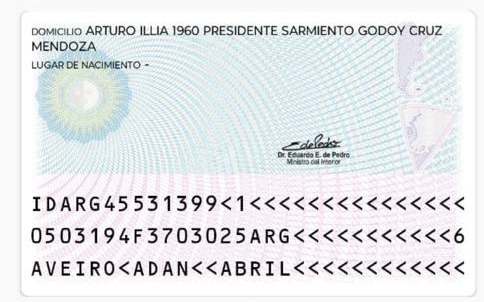 DOMICILIO ARTURO ILLIA 1960 PRESIDENTE SARMIENTO GODOY CRUZ
MENDOZA
LUGAR DE NACIMIENTO -
Dr. Eduardo E. de Pedro
Ministro del Interior
IDARG45531399<1<<<<<<<<<<<<<<<
0503194F3703025ARG<<<<<<<<<<<6
AVEIRO<ADAN<<ABRIL<<<<<<<<<<<<